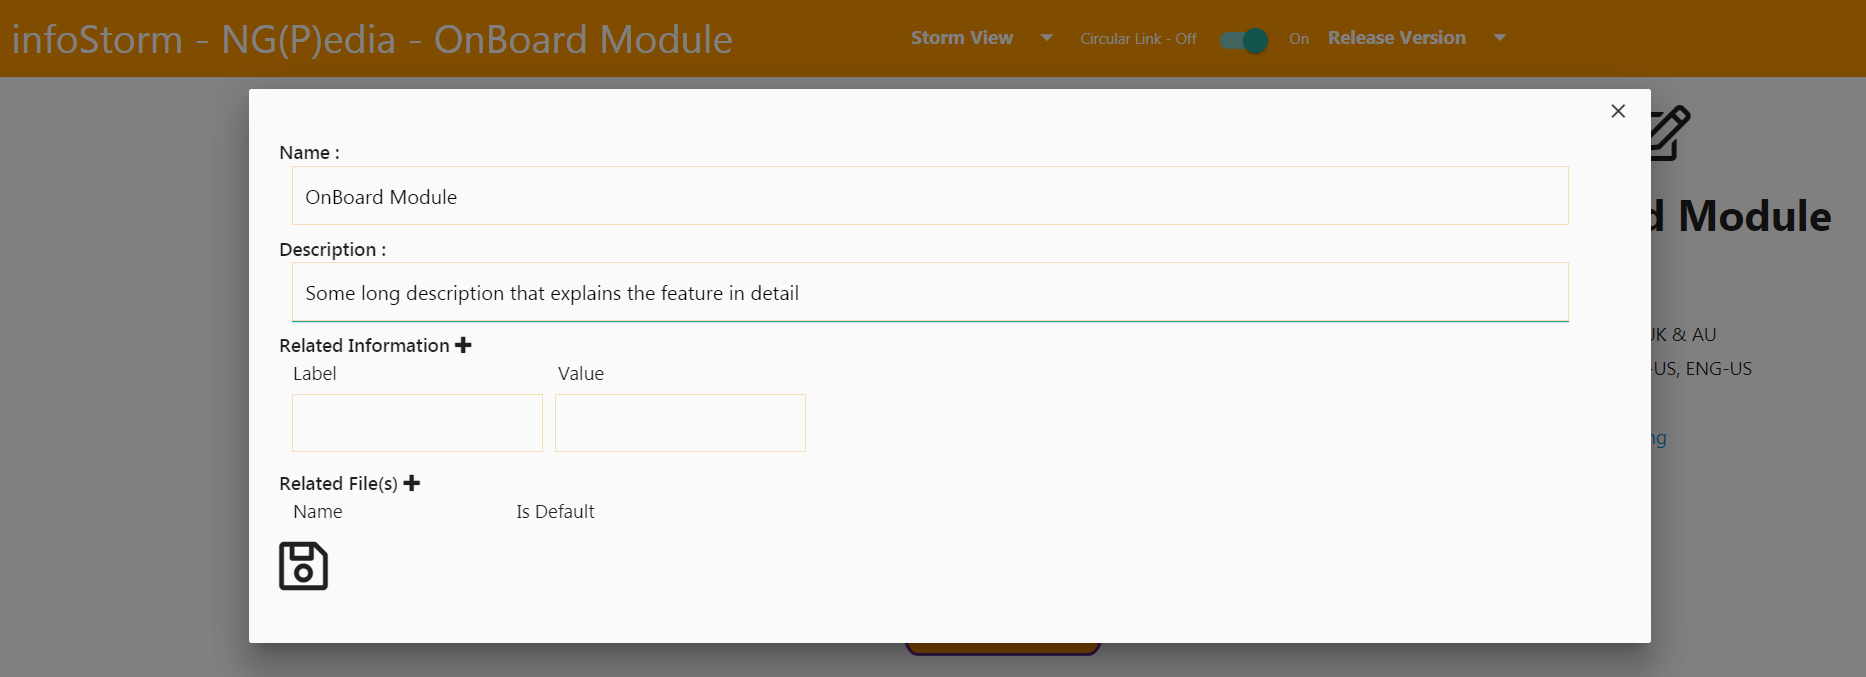 infoStorm - NG(P)edia - OnBoard Module
Storm View
Circular Link - Off
On
Release Version
Name :
OnBoard Module
Description :
Some long description that explains the feature in detail
Related Information
Label Value
Related File(s)
Name Is Default
Module
& AU
-US, ENG-US